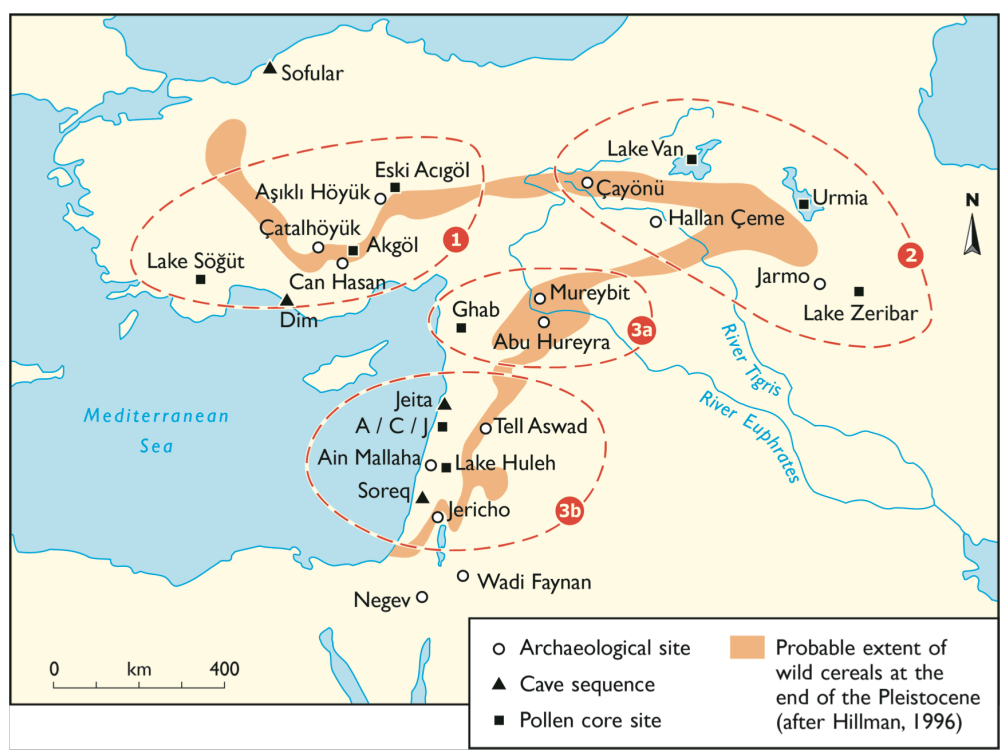 Sofular
Lake Van
Eski Acıgöl
Çayönü
Aşıklı Höyük
Urmia
N
Hallan Çeme
Çatalhöyük
Akgöl
1
2
Lake Söğüt
Can Hasan
Jarmo
Dim
Mureybit
Ghab
Lake Zeribar
3a
Abu Hureyra
River Tigris
River Euphrates
Jeita
Mediterranean
Sea
A / C / J
Tell Aswad
Ain Mallaha
Lake Huleh
Soreq
Jericho
3b
Wadi Faynan
Negev
0 km 400
Archaeological site
Cave sequence
Pollen core site
Probable extent of
wild cereals at the
end of the Pleistocene
(after Hillman, 1996)